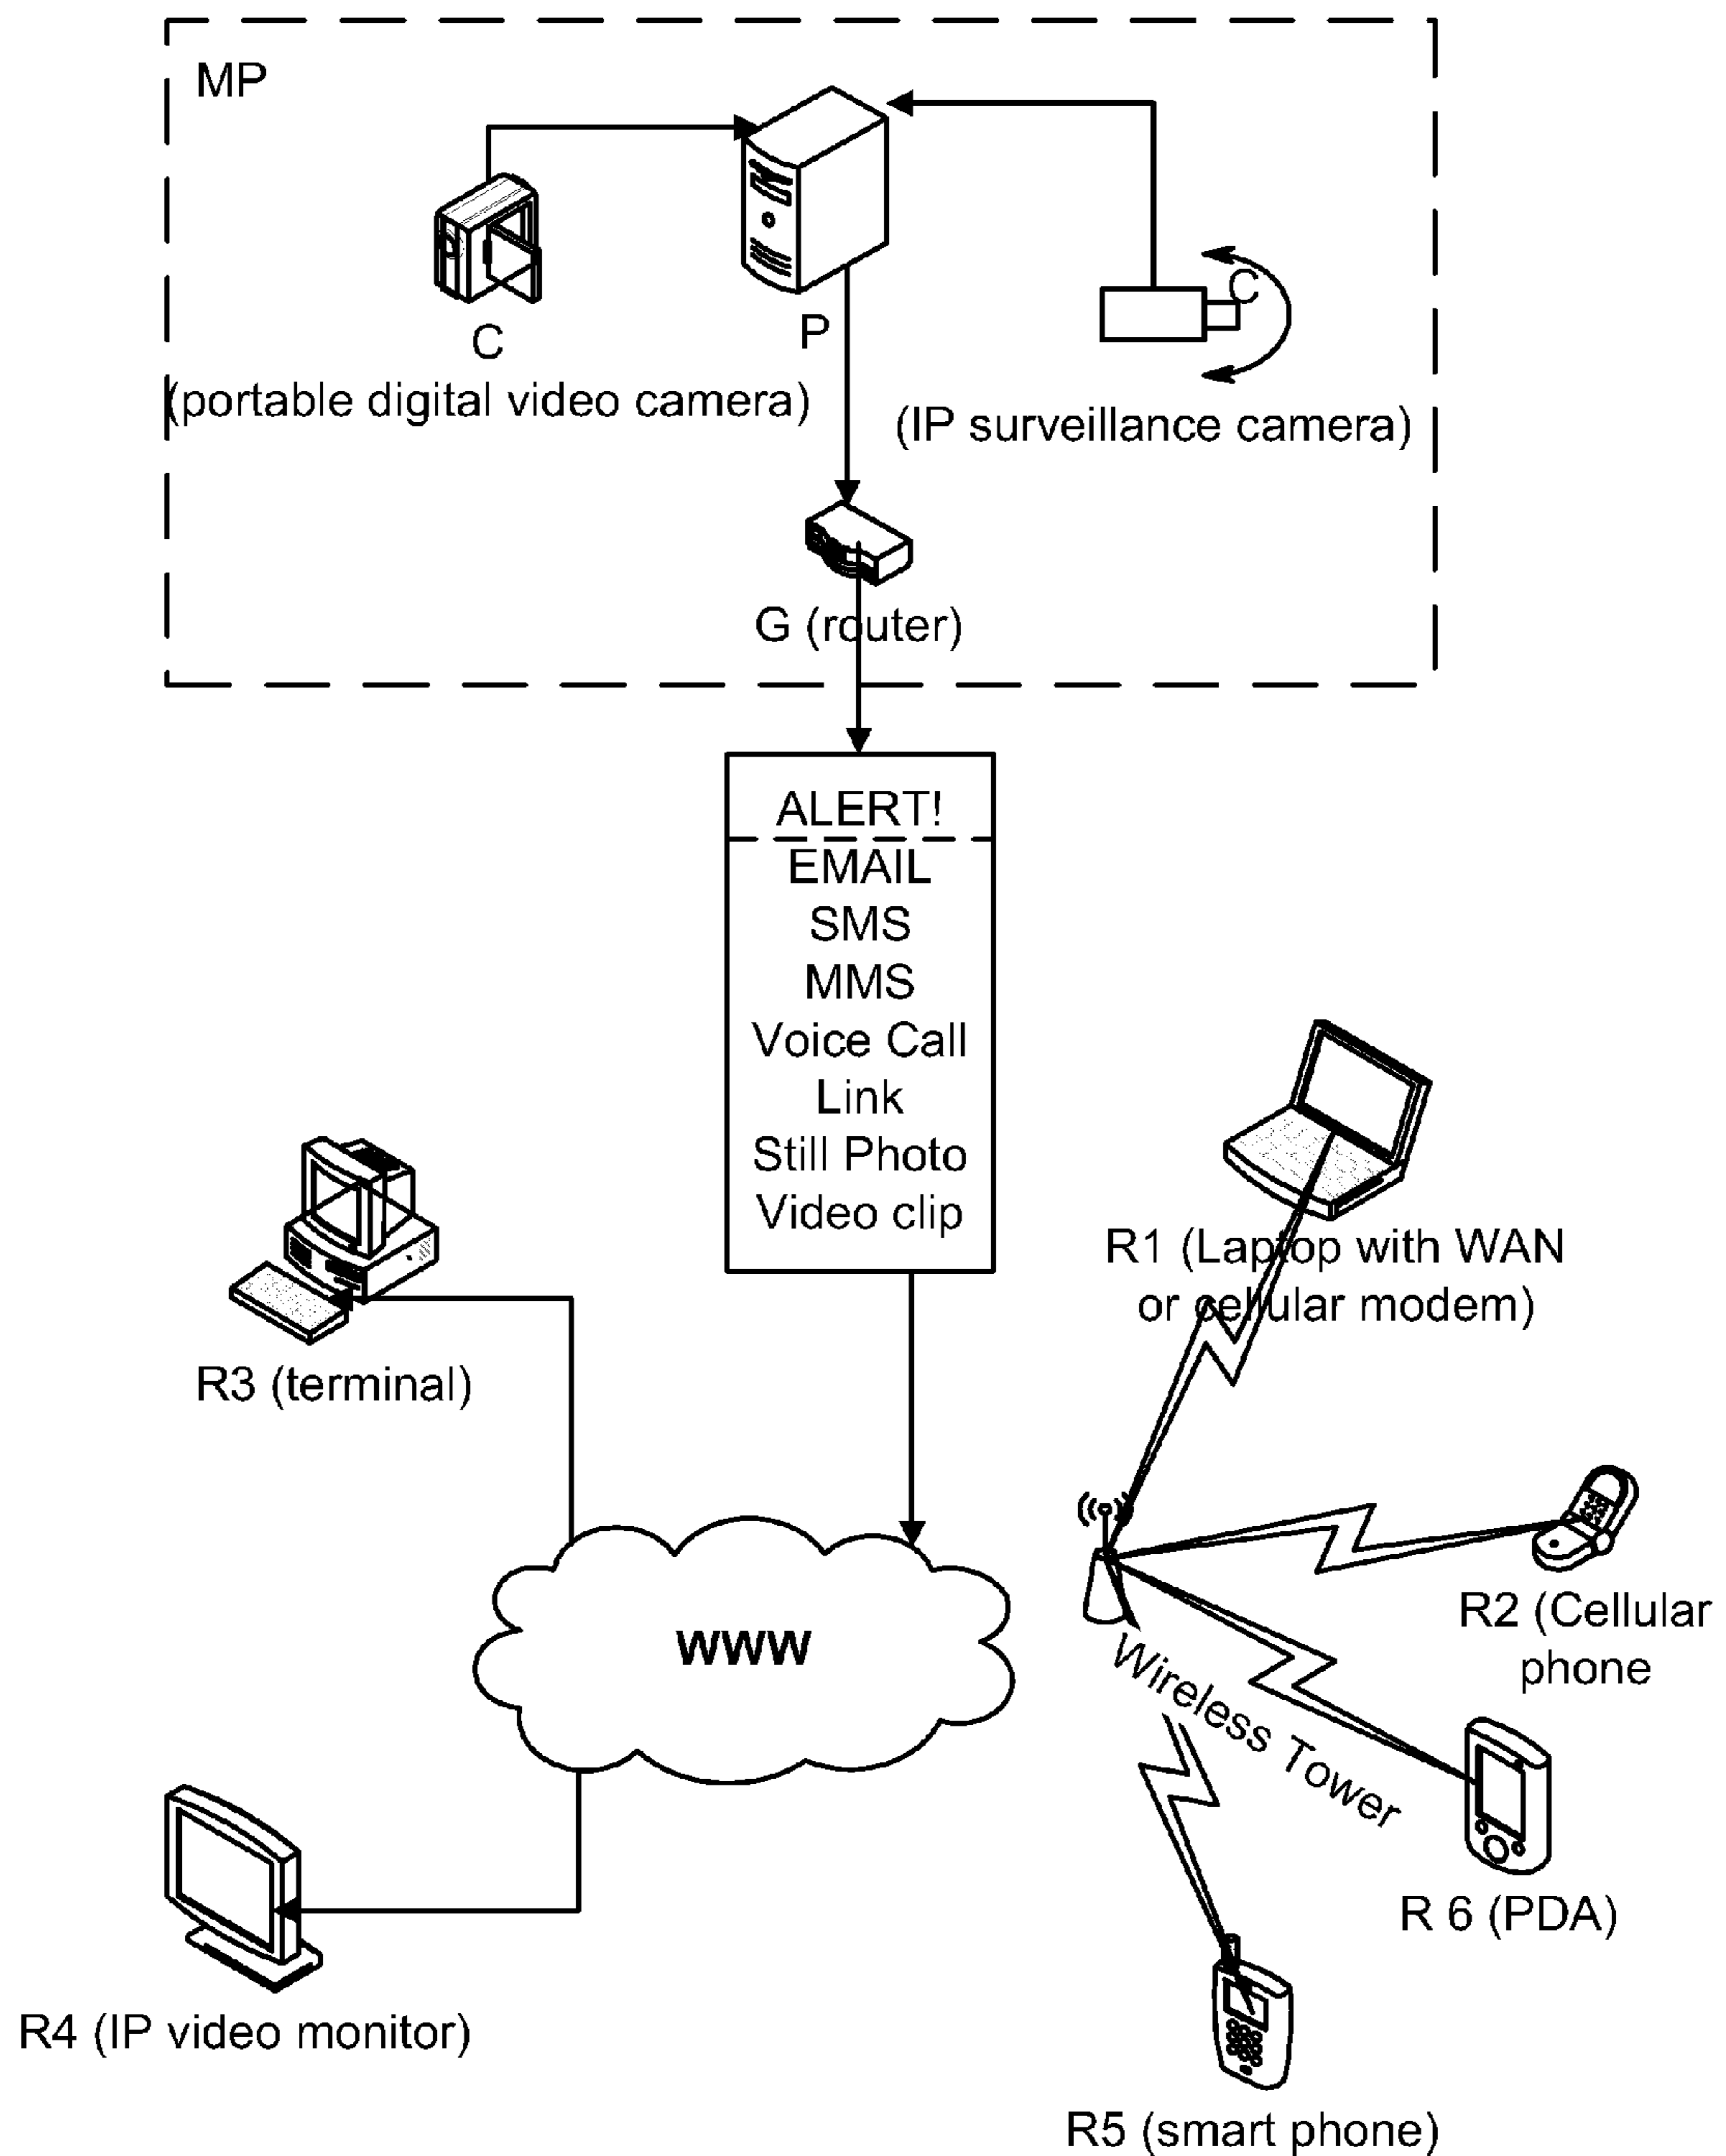 MP
C
P
C
(portable digital video camera)
(IP surveillance camera)
G (router)
ALERT!
EMAIL
SMS
MMS
Voice Call
Link
Still Photo
Video clip
R1 (Laptop with WAN
or cellular modem)
R3 (terminal)
R2 (Cellular
phone
www
Wireless Tower
R 6 (PDA)
R4 (IP video monitor)
R5 (smart phone)